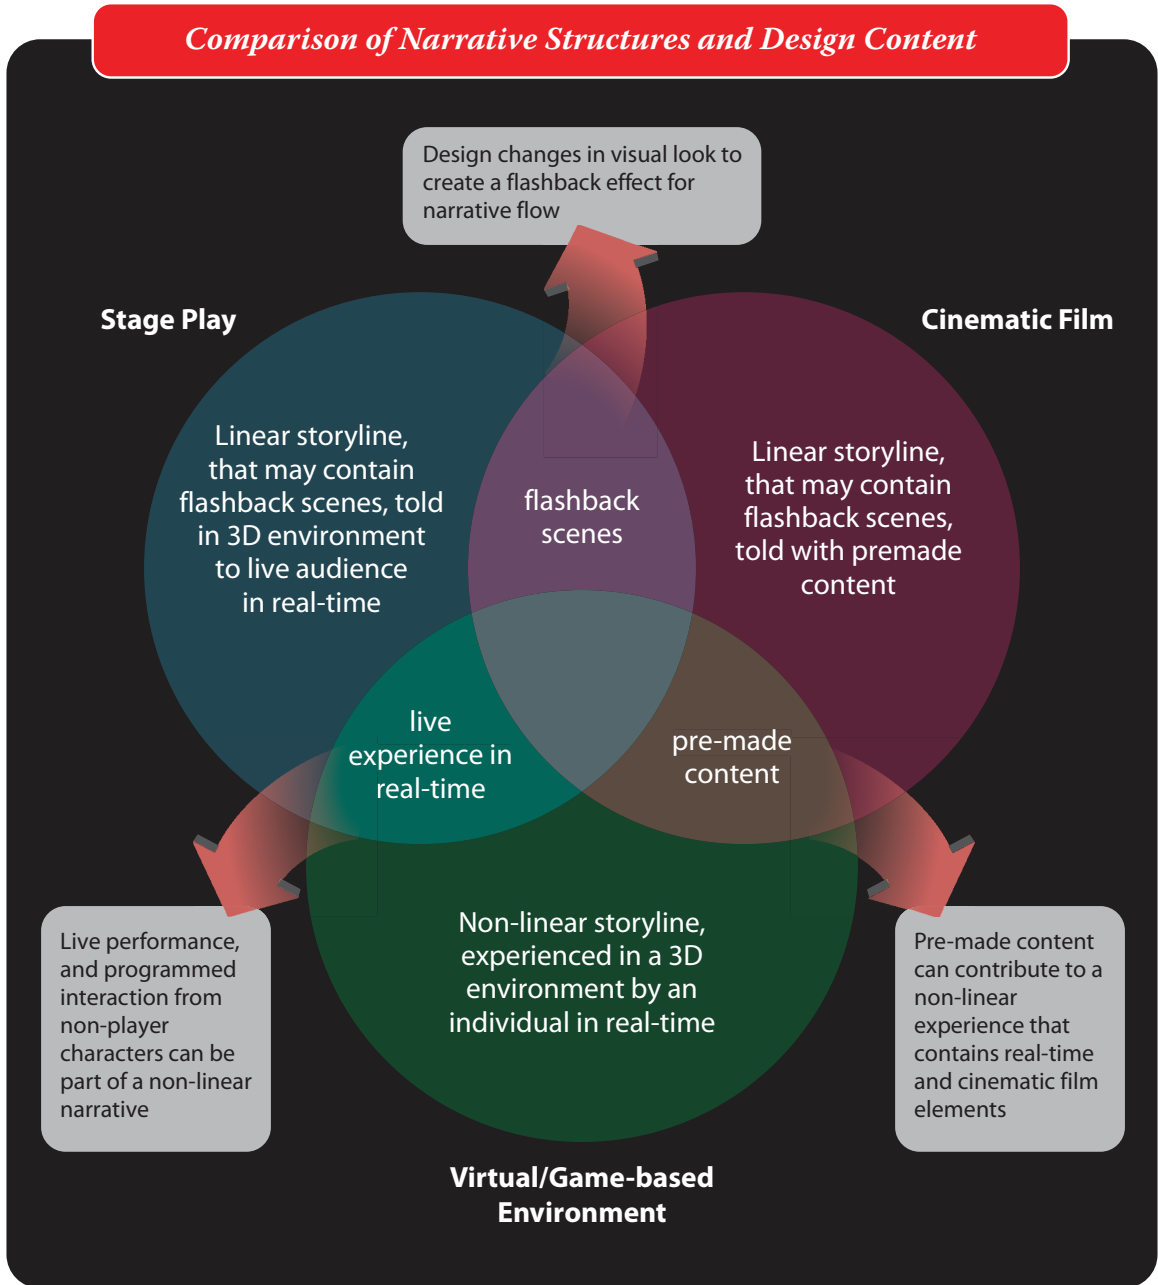 Comparison of Narrative Structures and Design Content
Design changes in visual look to
create a flashback effect for
narrative flow
Stage Play
Cinematic Film
Linear storyline,
that may contain
flashback scenes, told
in 3D environment
to live audience
in real-time
flashback
scenes
Linear storyline,
that may contain
flashback scenes,
told with premade
content
live
experience in
real-time
pre-made
content
Live performance,
and programmed
interaction from
non-player
characters can be
part of a non-linear
narrative
Non-linear storyline,
experienced in a 3D
environment by an
individual in real-time
Pre-made content
can contribute to a
non-linear
experience that
contains real-time
and cinematic film
elements
Virtual/Game-based
Environment